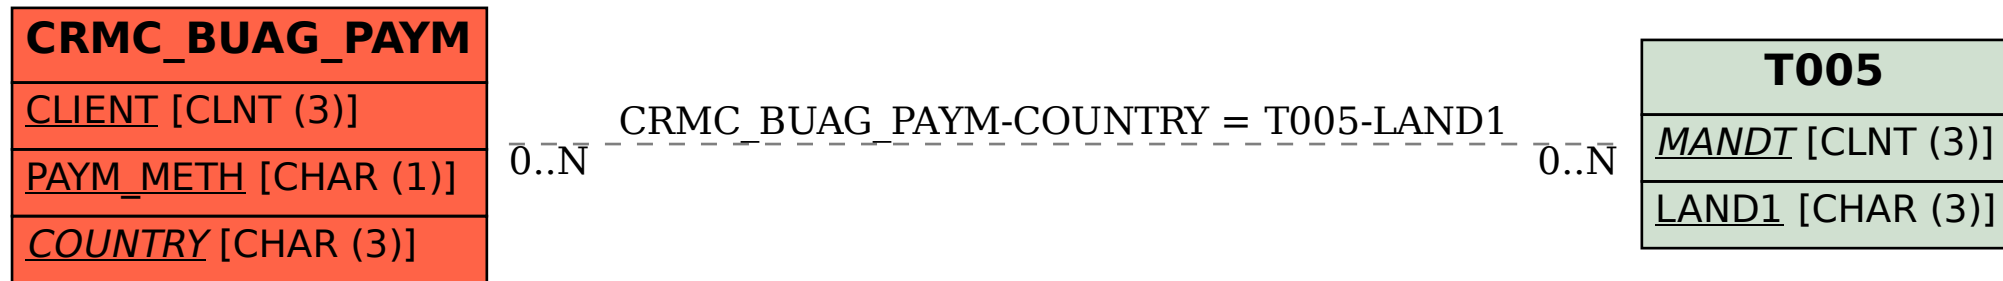 CRMC_BUAG_PAYM
CLIENT [CLNT (3)]
PAYM_METH [CHAR (1)]
COUNTRY [CHAR (3)]
CRMC_BUAG_PAYM-COUNTRY = T005-LAND1
0..N
0..N
T005
MANDT [CLNT (3)]
LAND1 [CHAR (3)]